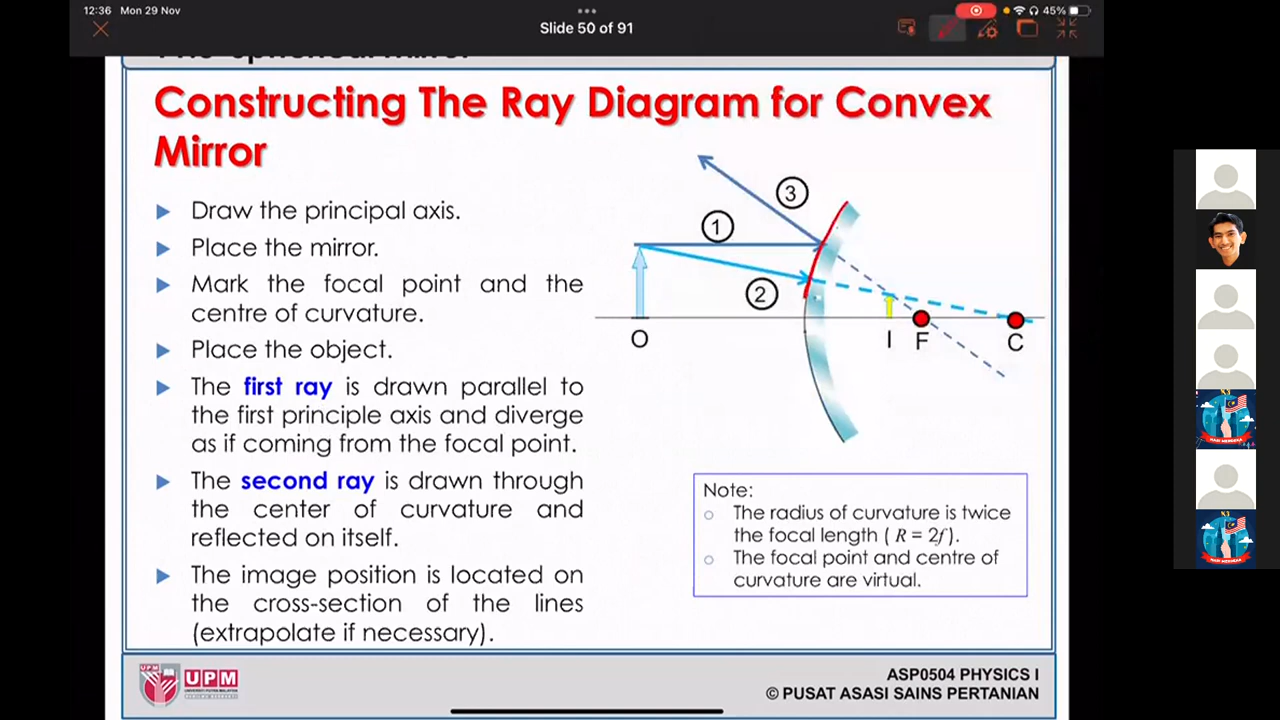 12:36 Mon 29 Nov
45%
Slide 50 of 91
The spherical mirror
Constructing The Ray Diagram for Convex
Mirror
Draw the principal axis.
Place the mirror.
Mark the focal point and the
centre of curvature.
Place the object.
The first ray is drawn parallel to
the first principle axis and diverge
as if coming from the focal point.
The second ray is drawn through
the center of curvature and
reflected on itself.
The image position is located on
the cross-section of the lines
(extrapolate if necessary).
3
1
2
O
I F
C
Note:
The radius of curvature is twice
the focal length ( R = 2f ).
The focal point and centre of
curvature are virtual.
UPM
ASP0504 PHYSICS I
© PUSAT ASASI SAINS PERTANIAN